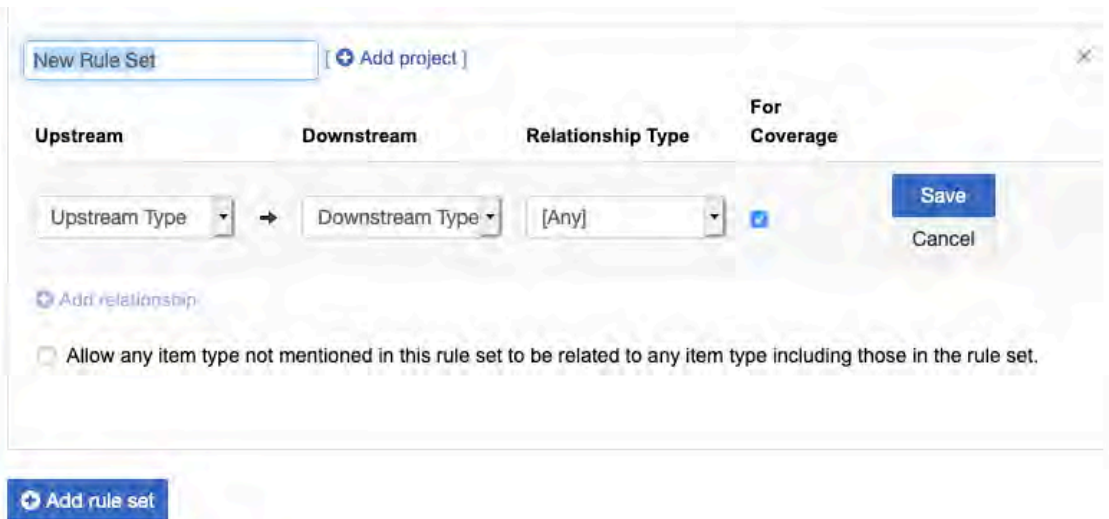 New Rule Set [ Add project ]
Upstream Downstream Relationship Type For Coverage
Upstream Type Downstream Type [Any] Save
Cancel
Add relationship
Allow any item type not mentioned in this rule set to be related to any item type including those in the rule set.
Add rule set